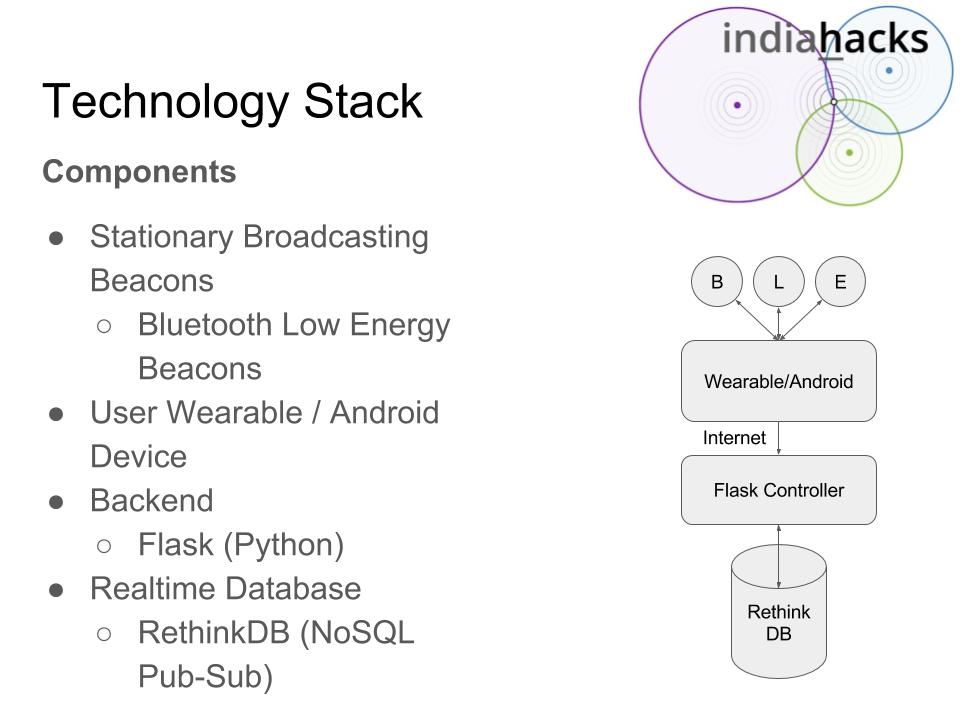 indiahacks
Technology Stack
Components
● Stationary Broadcasting
Beacons
○ Bluetooth Low Energy
Beacons
● User Wearable / Android
Device
● Backend
○ Flask (Python)
● Realtime Database
○ RethinkDB (NoSQL
Pub-Sub)
B L E
Wearable/Android
Internet
Flask Controller
Rethink
DB